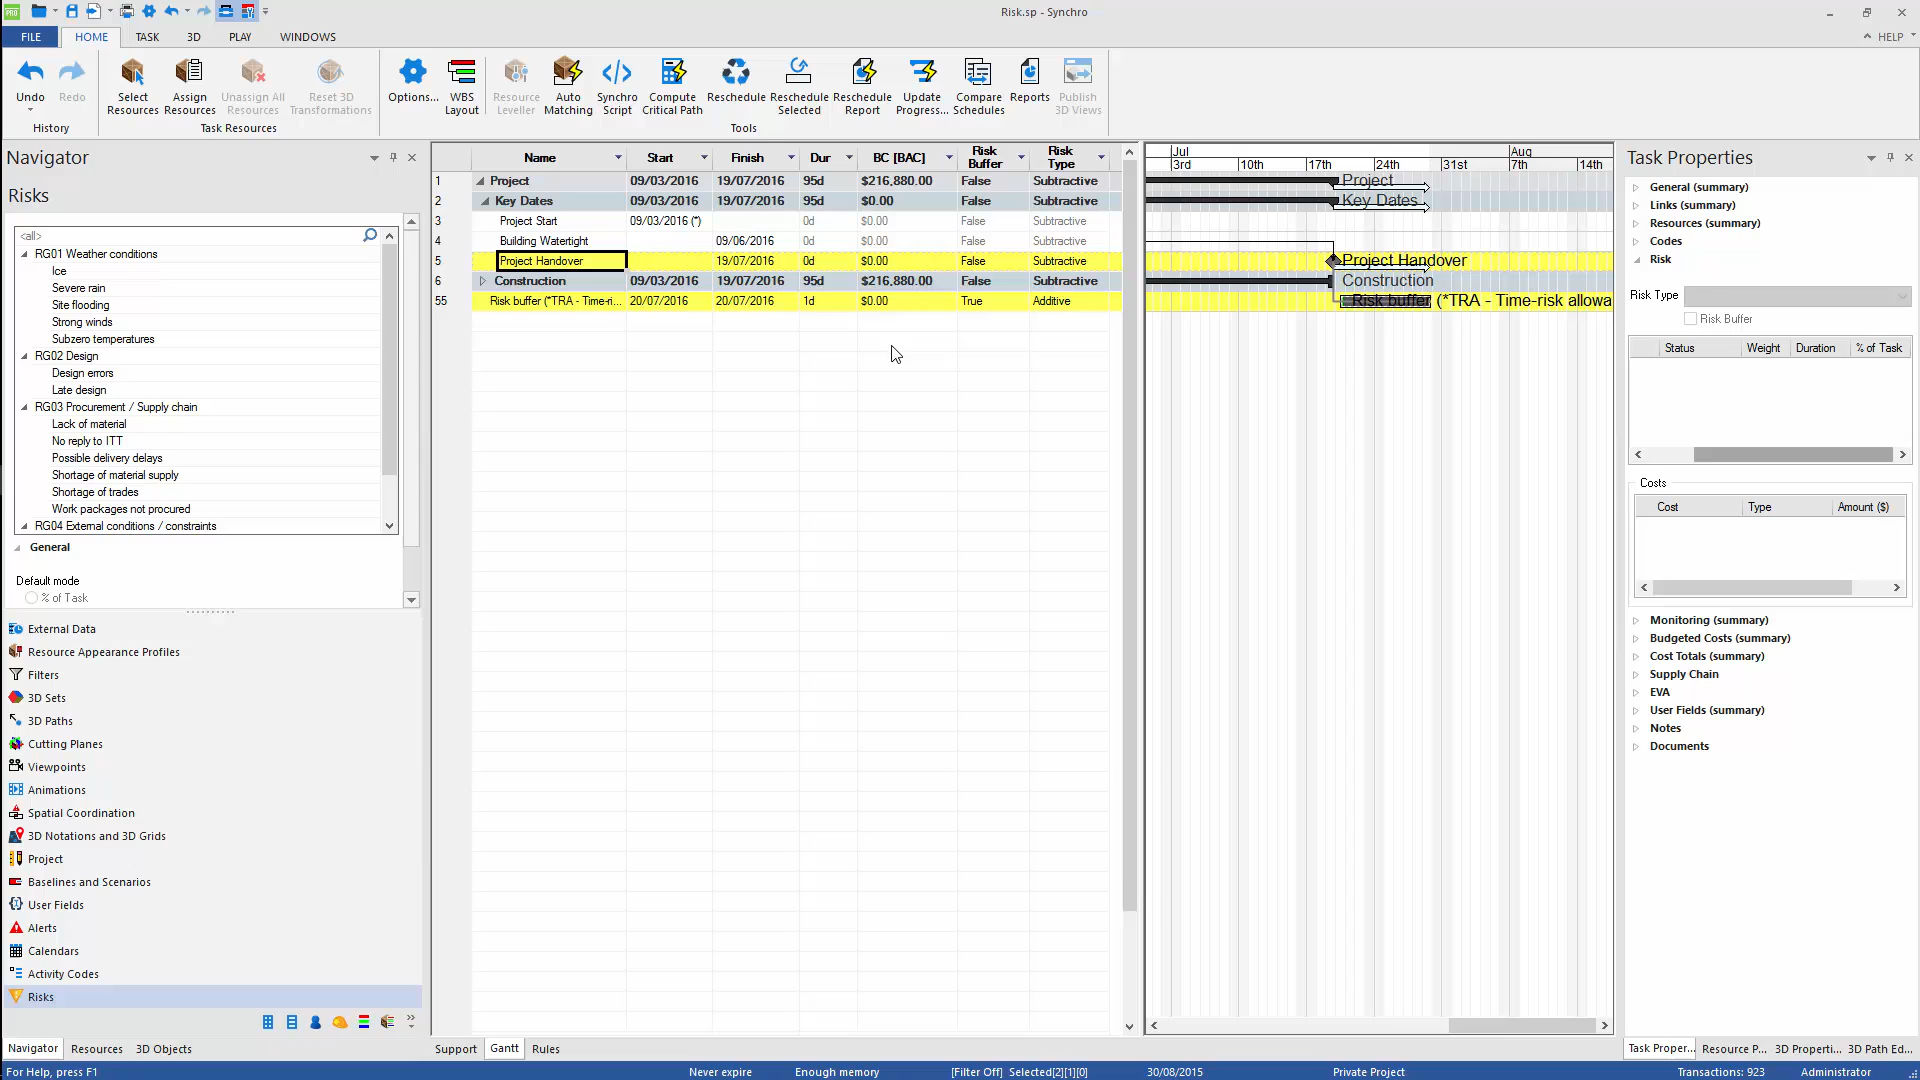 Risk.sp - Synchro
FILE HOME TASK 3D PLAY WINDOWS HELP
Undo Redo
History
Select Resources
Assign Resources
Unassign All Resources
Reset 3D Transformations
Task Resources
Options...
WBS Layout
Resource Leveller
Auto Matching
Synchro Script
Compute Critical Path
Reschedule
Reschedule Selected
Reschedule Report
Update Progress...
Compare Schedules
Reports
Publish 3D Views
Tools
Navigator
Risks
<all>
RG01 Weather conditions
Ice
Severe rain
Site flooding
Strong winds
Subzero temperatures
RG02 Design
Design errors
Late design
RG03 Procurement / Supply chain
Lack of material
No reply to ITT
Possible delivery delays
Shortage of material supply
Shortage of trades
Work packages not procured
RG04 External conditions / constraints
General
Default mode
% of Task
External Data
Resource Appearance Profiles
Filters
3D Sets
3D Paths
Cutting Planes
Viewpoints
Animations
Spatial Coordination
3D Notations and 3D Grids
Project
Baselines and Scenarios
User Fields
Alerts
Calendars
Activity Codes
Risks
Navigator Resources 3D Objects
Name Start Finish Dur BC [BAC] Risk Buffer Risk Type
1 Project 09/03/2016 19/07/2016 95d $216,880.00 False Subtractive
2 Key Dates 09/03/2016 19/07/2016 95d $0.00 False Subtractive
3 Project Start 09/03/2016 (*) 0d $0.00 False Subtractive
4 Building Watertight 09/06/2016 0d $0.00 False Subtractive
5 Project Handover 19/07/2016 0d $0.00 False Subtractive
6 Construction 09/03/2016 19/07/2016 95d $216,880.00 False Subtractive
55 Risk buffer (*TRA - Time-ri... 20/07/2016 20/07/2016 1d $0.00 True Additive
Support Gantt Rules
Jul Aug
3rd 10th 17th 24th 31st 7th 14th
Project
Key Dates
Project Handover
Construction
Risk buffer (*TRA - Time-risk allowa
Task Properties
General (summary)
Links (summary)
Resources (summary)
Codes
Risk
Risk Type
Risk Buffer
Status Weight Duration % of Task
Costs
Cost Type Amount ($)
Monitoring (summary)
Budgeted Costs (summary)
Cost Totals (summary)
Supply Chain
EVA
User Fields (summary)
Notes
Documents
Task Proper... Resource P... 3D Properti... 3D Path Ed...
For Help, press F1 Never expire Enough memory [Filter Off] Selected[2][1][0] 30/08/2015 Private Project Transactions: 923 Administrator